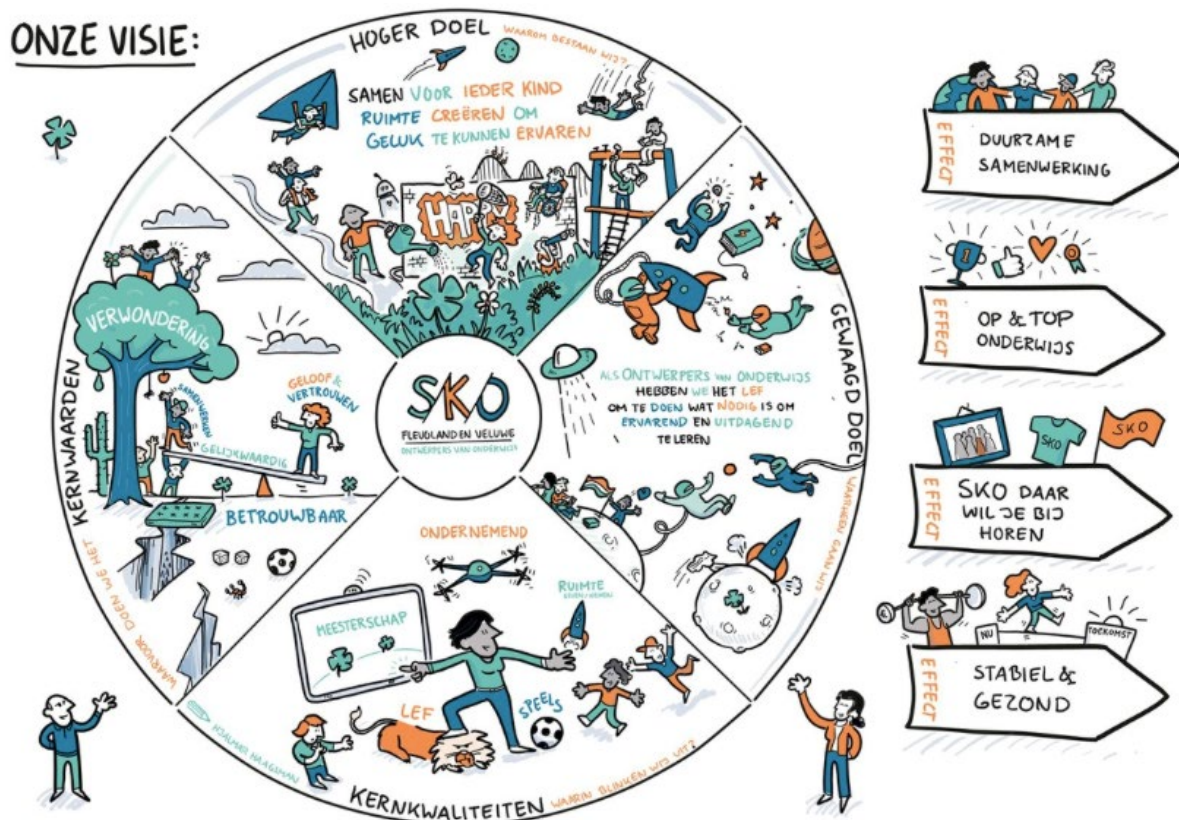 ONZE VISIE:
HOGER DOEL
WAAROM BESTAAN WIJ?
SAMEN VOOR IEDER KIND
RUIMTE CREËREN OM
GELUK TE KUNNEN ERVAREN
GEWAAGD DOEL
WAARHEEN GAAN WIJ?
ALS ONTWERPERS VAN ONDERWIJS
HEBBEN WE HET LEF
OM TE DOEN WAT NODIG IS OM
ERVAREND EN UITDAGEND
TE LEREN
KERNKWALITEITEN
WAARIN BLINKEN WIJ UIT?
ONDERNEMEND
MEESTERSCHAP
RUIMTE
LEF
SPEELS
HJALMAR HAAGSMAN
KERNWAARDEN
WAARVOOR DOEN WE HET
VERWONDERING
SAMENWERKEN
GELOOF &
VERTROUWEN
GELIJKWAARDIG
BETROUWBAAR
SKO
FLEVOLAND EN VELUWE
ONTWERPERS VAN ONDERWIJS
EFFECT
DUURZAME
SAMENWERKING
EFFECT
OP & TOP
ONDERWIJS
SKO
SKO
EFFECT
SKO DAAR
WIL JE BIJ
HOREN
NU
TOEKOMST
EFFECT
STABIEL &
GEZOND